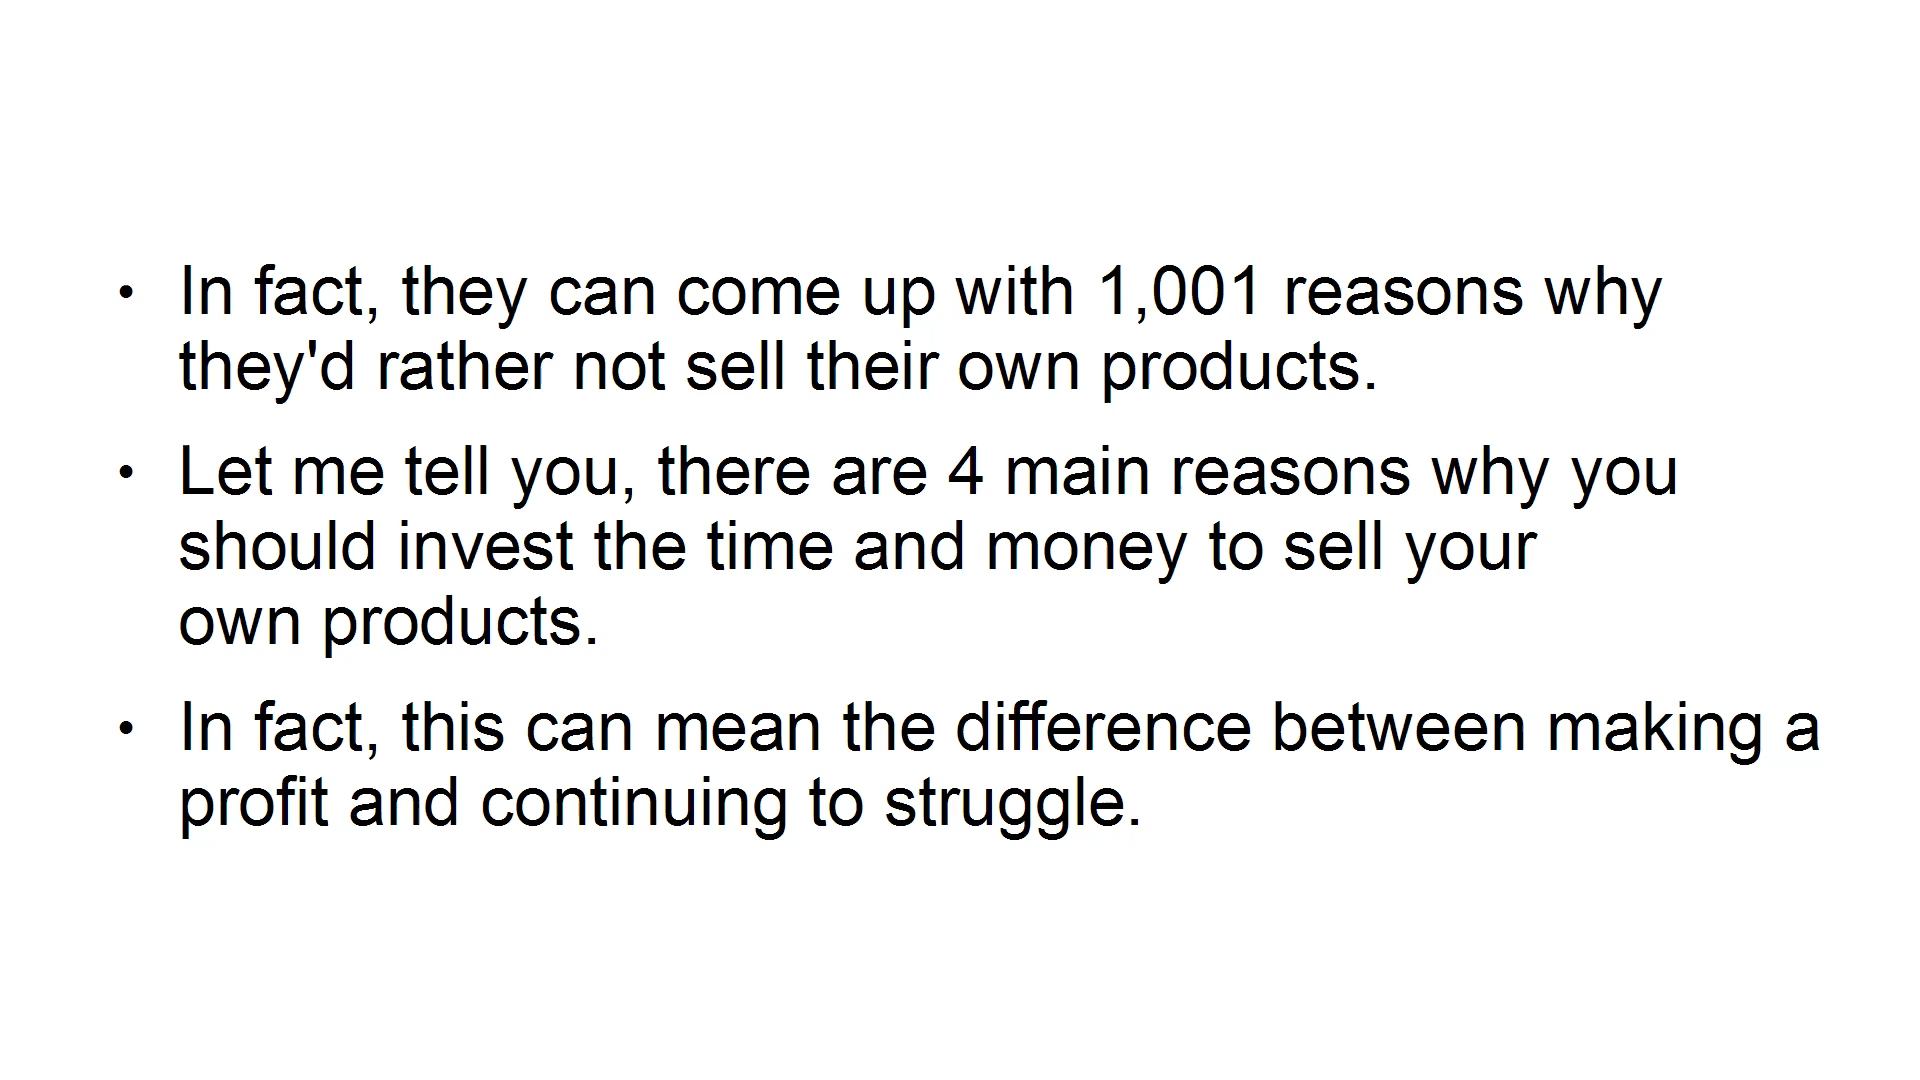 • In fact, they can come up with 1,001 reasons why
they'd rather not sell their own products.
• Let me tell you, there are 4 main reasons why you
should invest the time and money to sell your
own products.
• In fact, this can mean the difference between making a
profit and continuing to struggle.